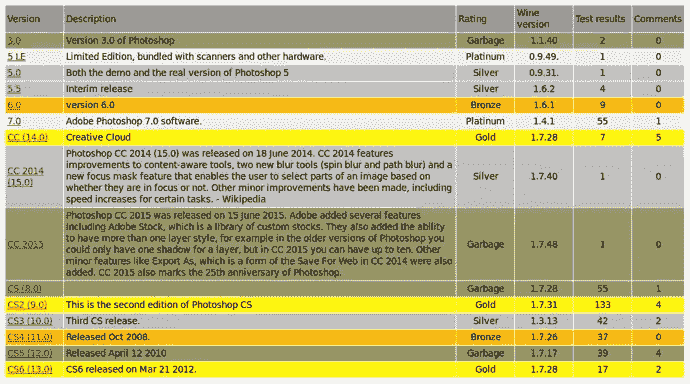 Version Description Rating Wine version Test results Comments
3.0 Version 3.0 of Photoshop Garbage 1.1.40 2 0
5 LE Limited Edition, bundled with scanners and other hardware. Platinum 0.9.49. 1 0
5.0 Both the demo and the real version of Photoshop 5 Silver 0.9.31. 1 0
5.5 Interim release Silver 1.6.2 4 0
6.0 version 6.0 Bronze 1.6.1 9 0
7.0 Adobe Photoshop 7.0 software. Platinum 1.4.1 55 1
CC (14.0) Creative Cloud Gold 1.7.28 7 5
CC 2014 (15.0) Photoshop CC 2014 (15.0) was released on 18 June 2014. CC 2014 features
improvements to content-aware tools, two new blur tools (spin blur and path blur) and a
new focus mask feature that enables the user to select parts of an image based on
whether they are in focus or not. Other minor improvements have been made, including
speed increases for certain tasks. - Wikipedia Silver 1.7.40 1 0
CC 2015 Photoshop CC 2015 was released on 15 June 2015. Adobe added several features
including Adobe Stock, which is a library of custom stocks. They also added the ability
to have more than one layer style, for example in the older versions of Photoshop you
could only have one shadow for a layer, but in CC 2015 you can have up to ten. Other
minor features like Export As, which is a form of the Save For Web in CC 2014 were also
added. CC 2015 also marks the 25th anniversary of Photoshop. Garbage 1.7.48 1 0
CS (8.0) Garbage 1.7.28 55 1
CS2 (9.0) This is the second edition of Photoshop CS Gold 1.7.31 133 4
CS3 (10.0) Third CS release. Silver 1.3.13 42 2
CS4 (11.0) Released Oct 2008. Bronze 1.7.26 37 0
CS5 (12.0) Released April 12 2010 Garbage 1.7.17 39 4
CS6 (13.0) CS6 released on Mar 21 2012. Gold 1.7.28 17 2